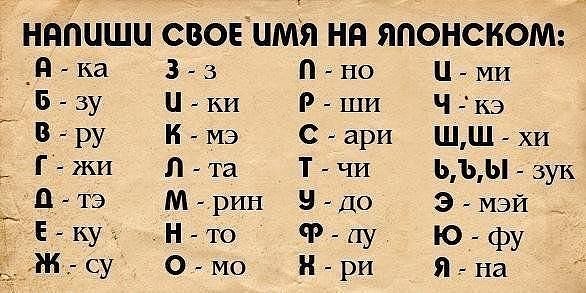 НАПИШИ СВОЕ ИМЯ НА ЯПОНСКОМ:
А - ка З - з П - но Ц - ми
Б - зу И - ки Р - ши Ч - кэ
В - ру К - мэ С - ари Ш,Щ - хи
Г - жи Л - та Т - чи Ь,Ъ,Ы - зук
Д - тэ М - рин У - до Э - мэй
Е - ку Н - то Ф - лу Ю - фу
Ж - су О - мо Х - ри Я - на